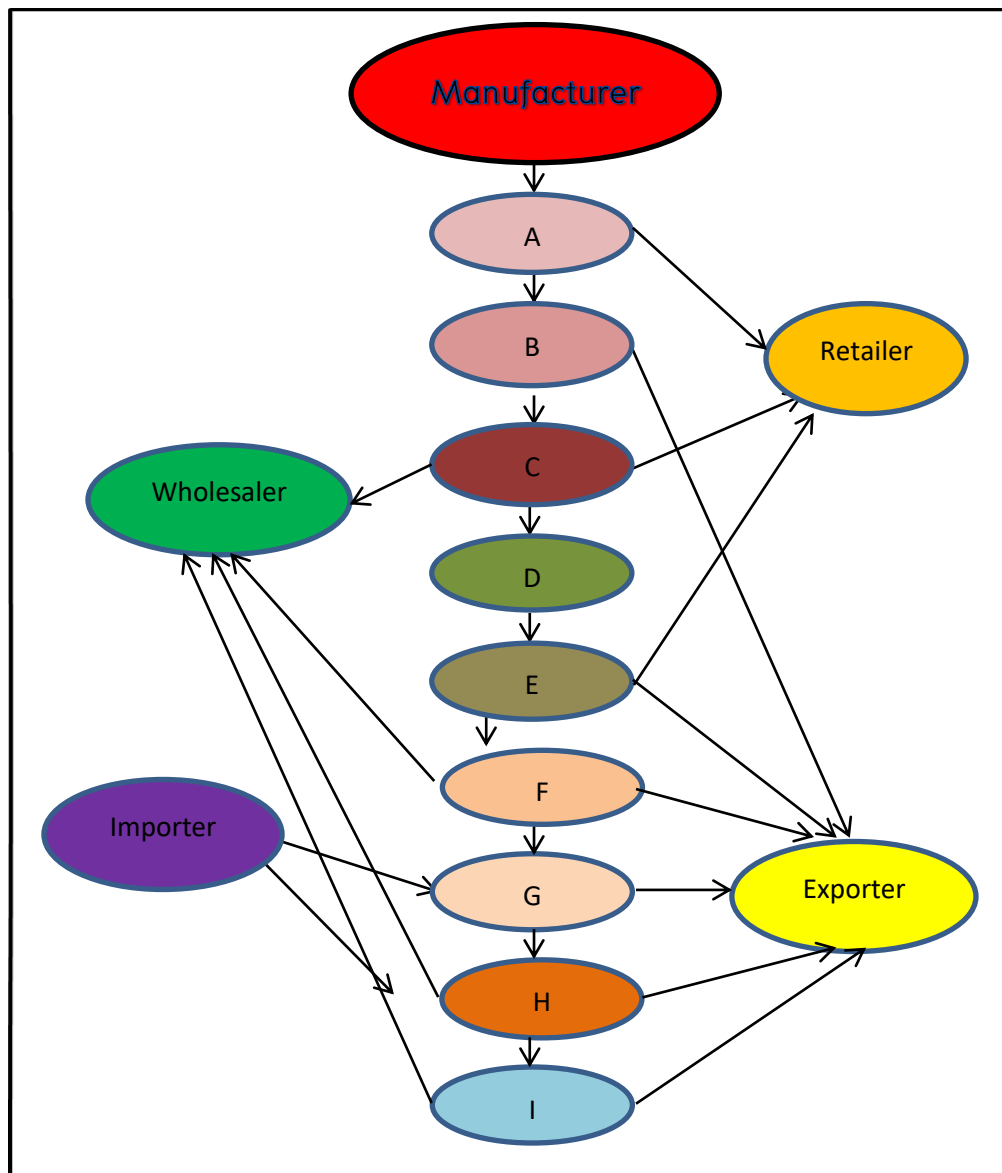 Manufacturer
A
B
Retailer
C
Wholesaler
D
E
F
Importer
G
Exporter
H
I